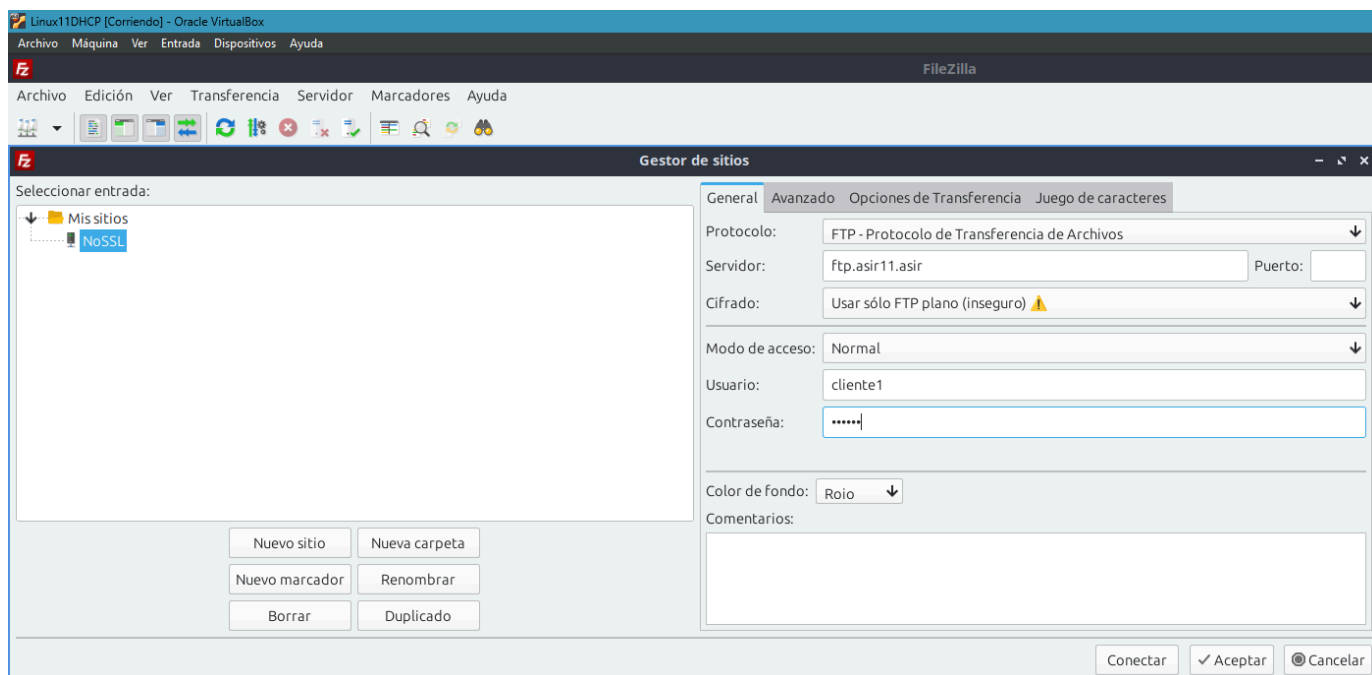 Linux11DHCP [Corriendo] - Oracle VirtualBox
Archivo Máquina Ver Entrada Dispositivos Ayuda
Fz FileZilla
Archivo Edición Ver Transferencia Servidor Marcadores Ayuda
Fz Gestor de sitios
Seleccionar entrada:
Mis sitios
NoSSL
Nuevo sitio Nueva carpeta
Nuevo marcador Renombrar
Borrar Duplicado
General Avanzado Opciones de Transferencia Juego de caracteres
Protocolo: FTP - Protocolo de Transferencia de Archivos
Servidor: ftp.asir11.asir Puerto:
Cifrado: Usar sólo FTP plano (inseguro)
Modo de acceso: Normal
Usuario: cliente1
Contraseña: ••••••
Color de fondo: Rojo
Comentarios:
Conectar Aceptar Cancelar